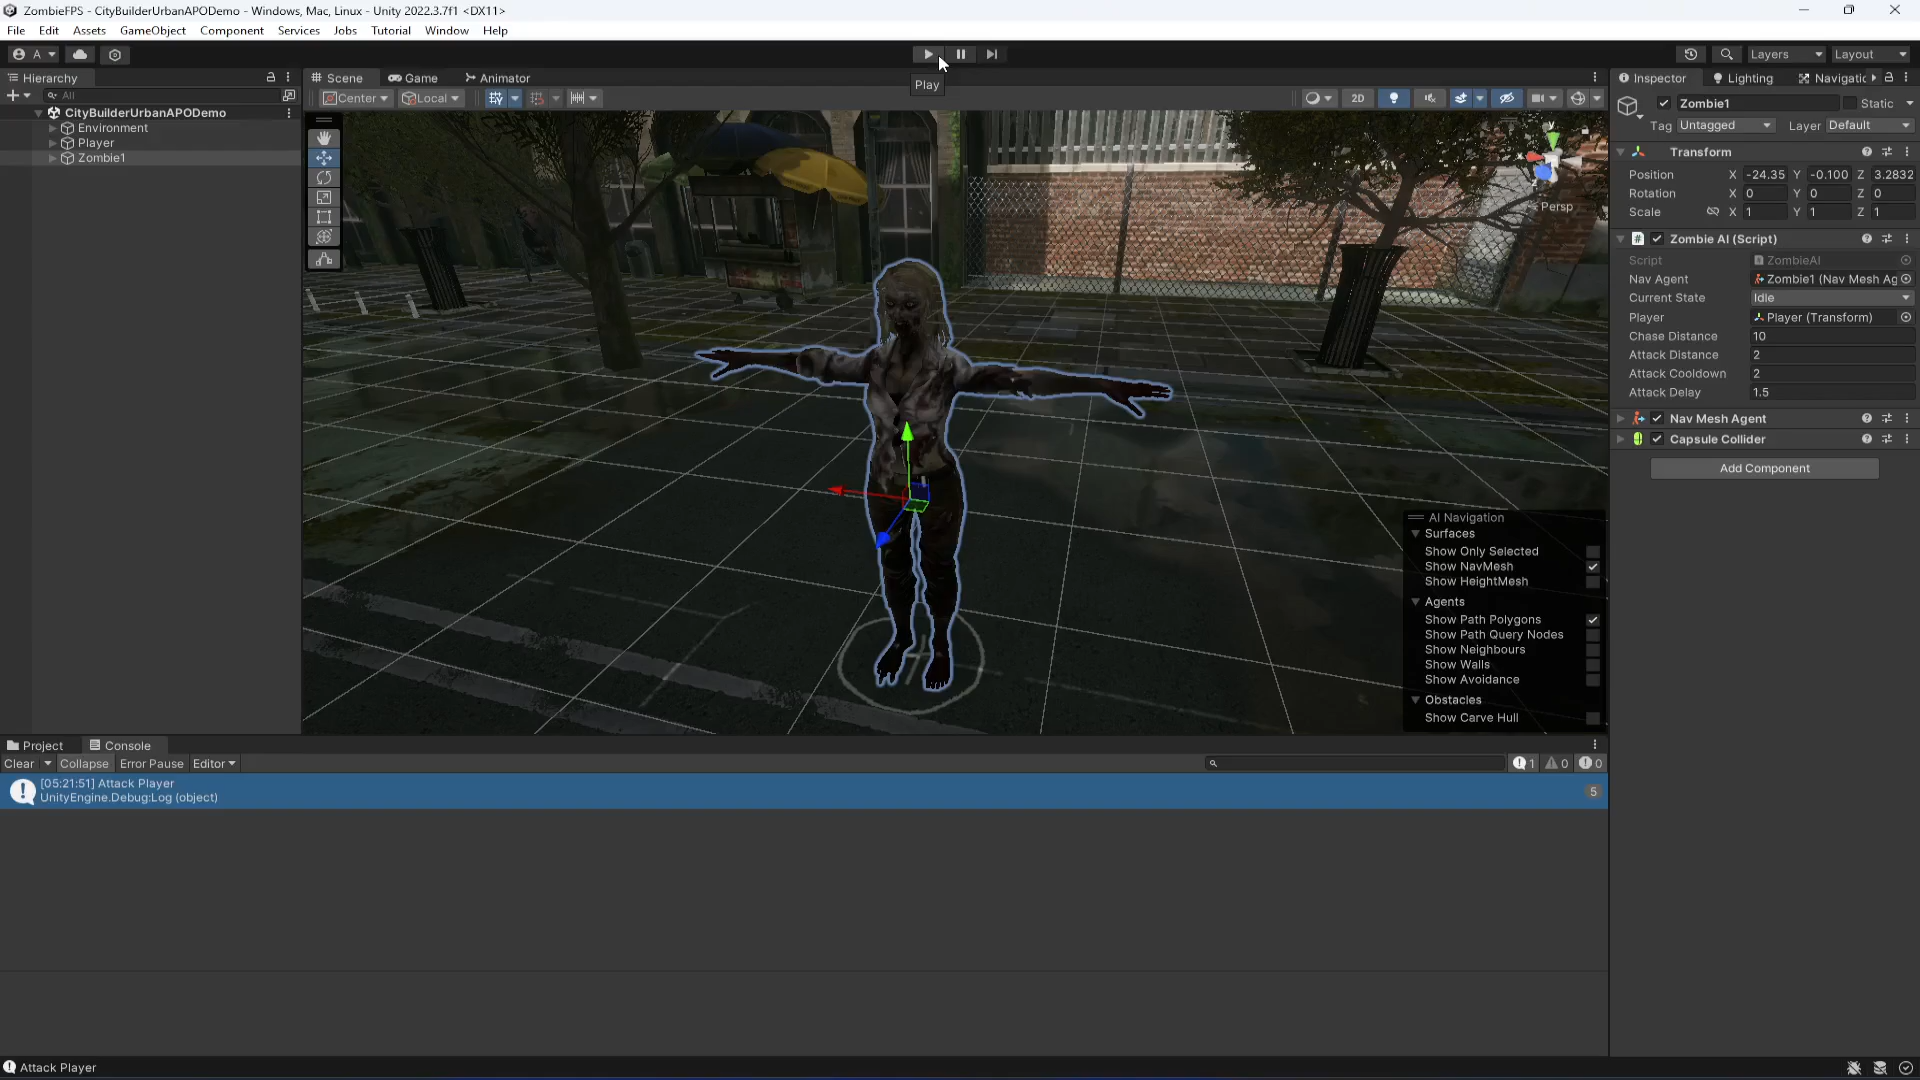 ZombieFPS - CityBuilderUrbanAPODemo - Windows, Mac, Linux - Unity 2022.3.7f1 <DX11>
File Edit Assets GameObject Component Services Jobs Tutorial Window Help
A
Layers Layout
Play
Hierarchy
All
CityBuilderUrbanAPODemo
Environment
Player
Zombie1
Scene Game Animator
Center Local
2D
y
Persp
AI Navigation
Surfaces
Show Only Selected
Show NavMesh
Show HeightMesh
Agents
Show Path Polygons
Show Path Query Nodes
Show Neighbours
Show Walls
Show Avoidance
Obstacles
Show Carve Hull
Inspector Lighting Navigatic
Zombie1 Static
Tag Untagged Layer Default
Transform
Position X -24.35 Y -0.100 Z 3.2832
Rotation X 0 Y 0 Z 0
Scale X 1 Y 1 Z 1
Zombie AI (Script)
Script ZombieAI
Nav Agent Zombie1 (Nav Mesh Ag
Current State Idle
Player Player (Transform)
Chase Distance 10
Attack Distance 2
Attack Cooldown 2
Attack Delay 1.5
Nav Mesh Agent
Capsule Collider
Add Component
Project Console
Clear Collapse Error Pause Editor
1 0 0
[05:21:51] Attack Player
UnityEngine.Debug:Log (object)
5
Attack Player